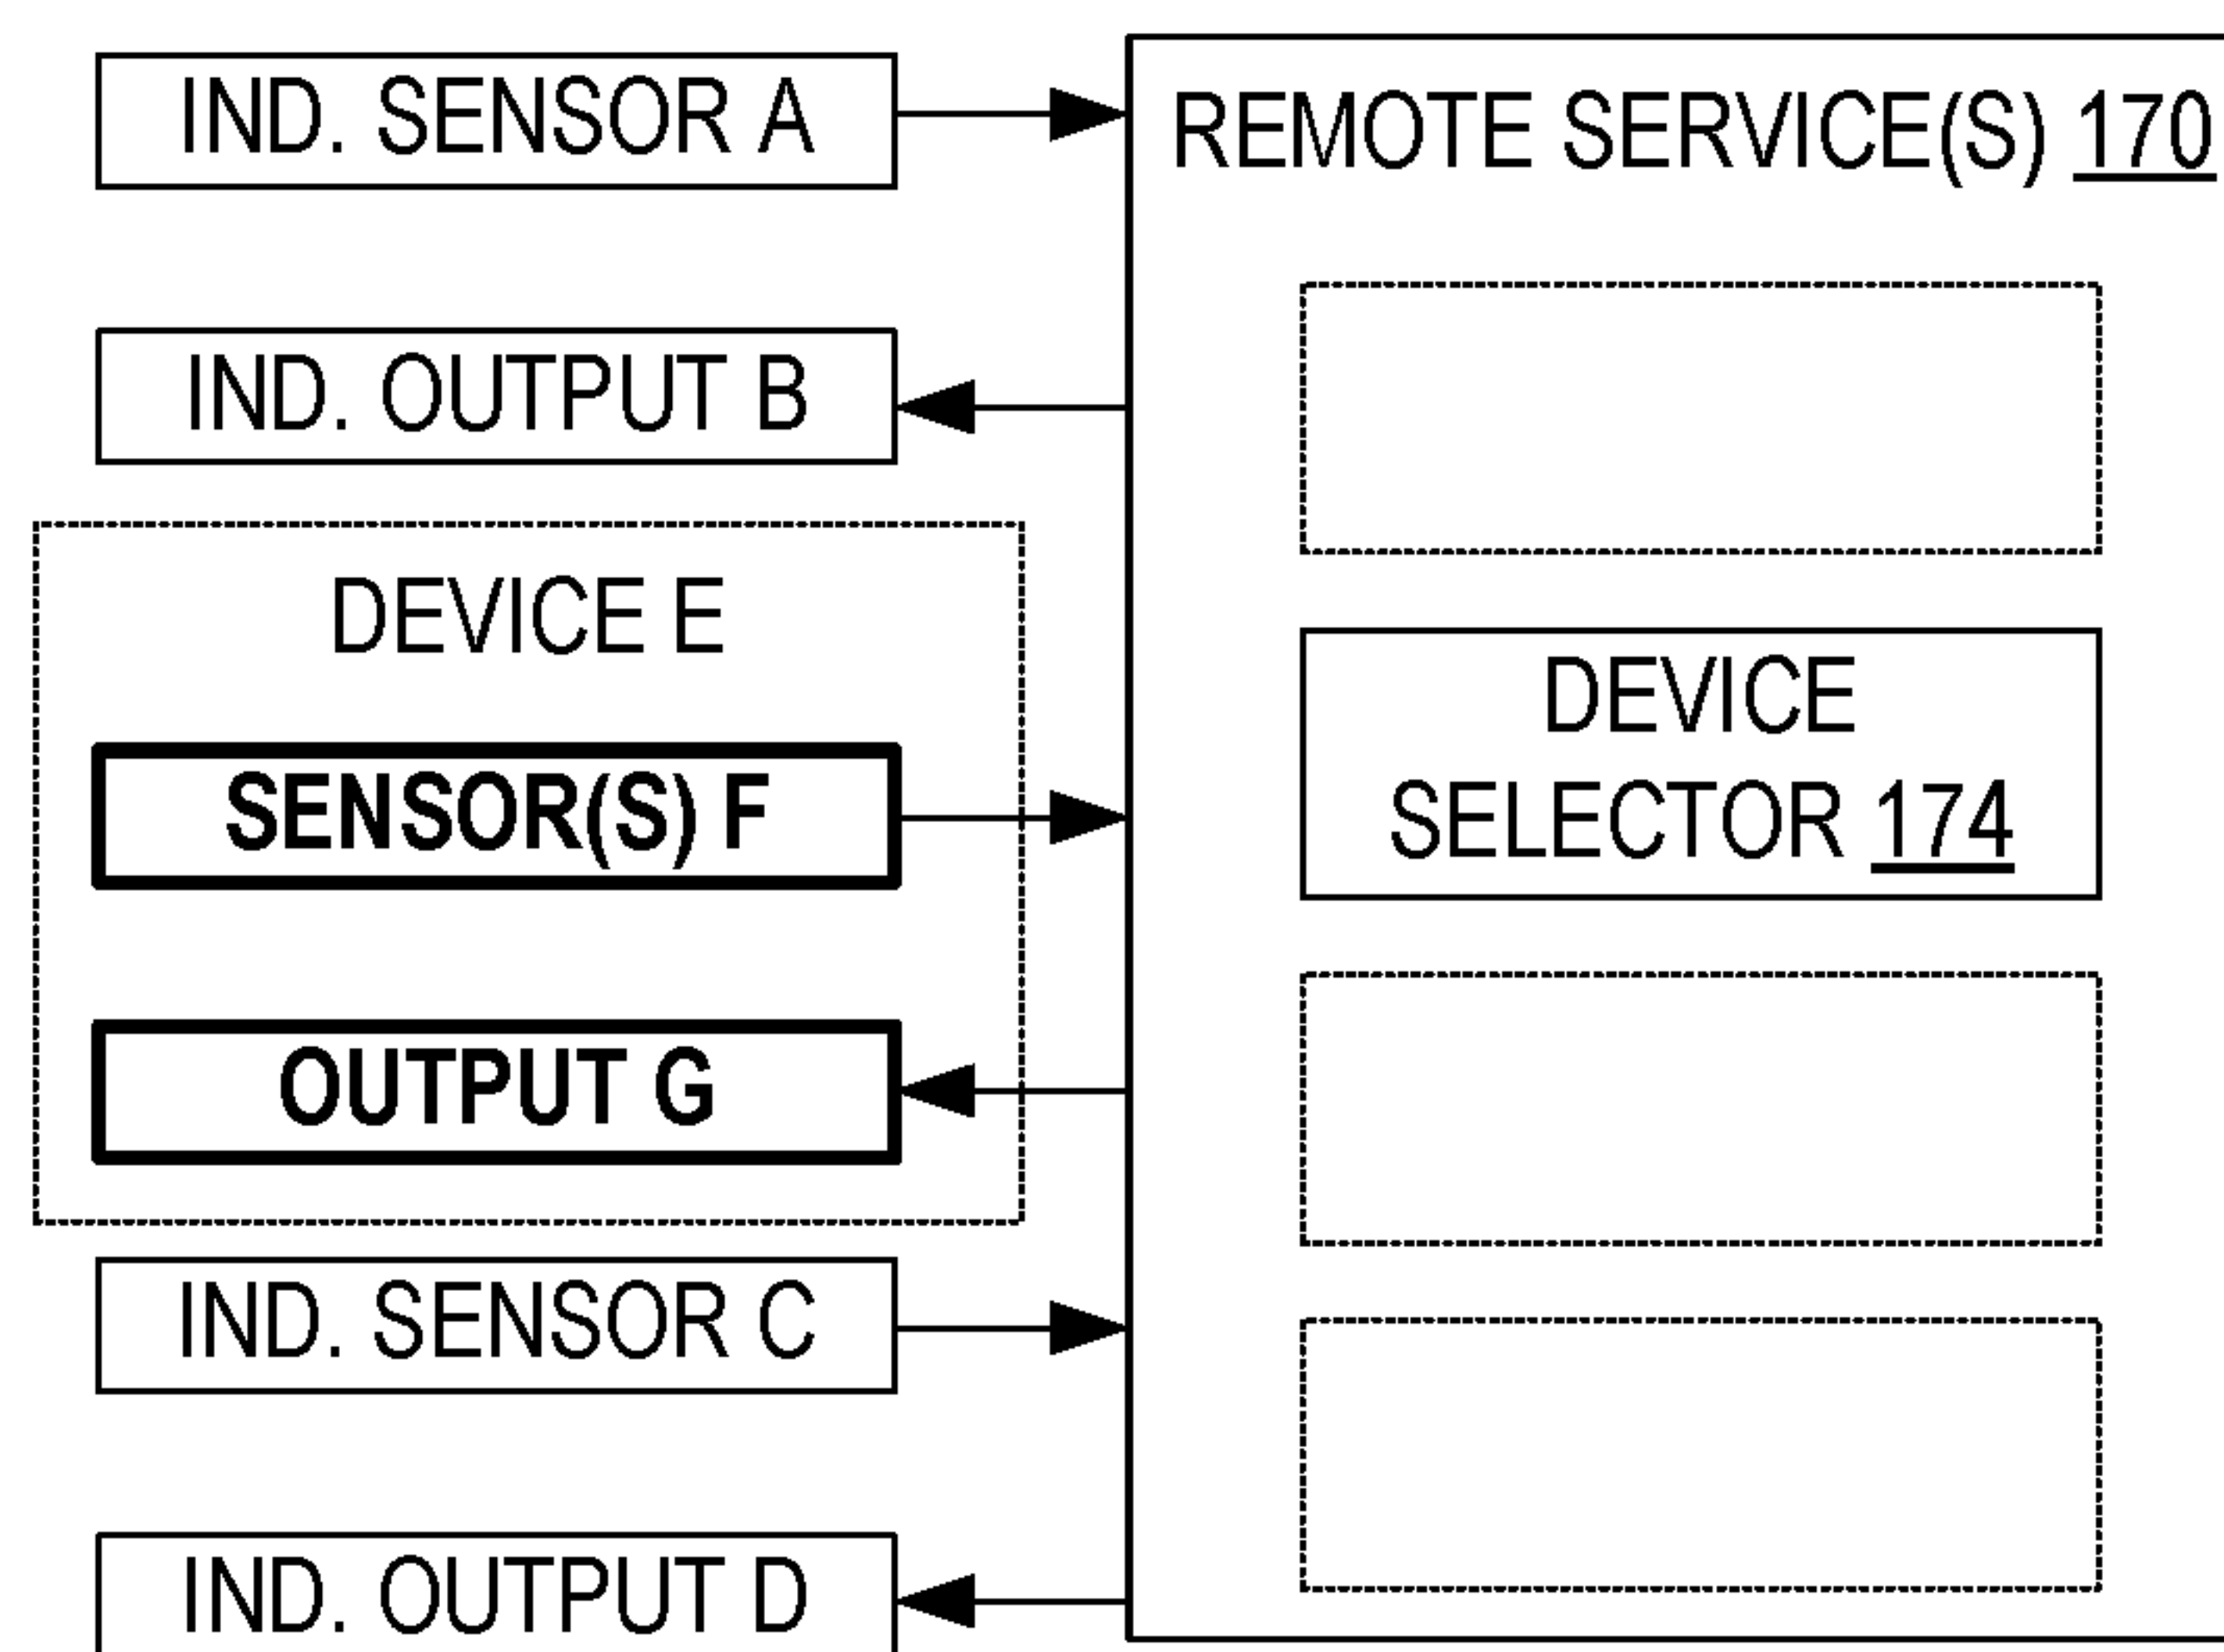 IND. SENSOR A
IND. OUTPUT B
DEVICE E
SENSOR(S) F
OUTPUT G
IND. SENSOR C
IND. OUTPUT D
REMOTE SERVICE(S) 170
DEVICE
SELECTOR 174